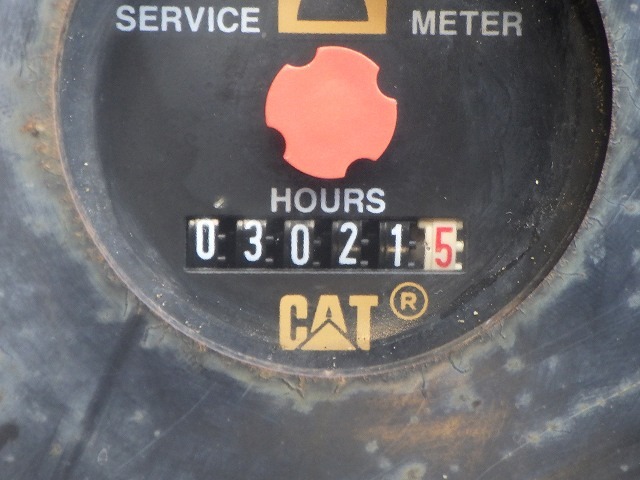 SERVICE METER
HOURS
030215
CAT ®